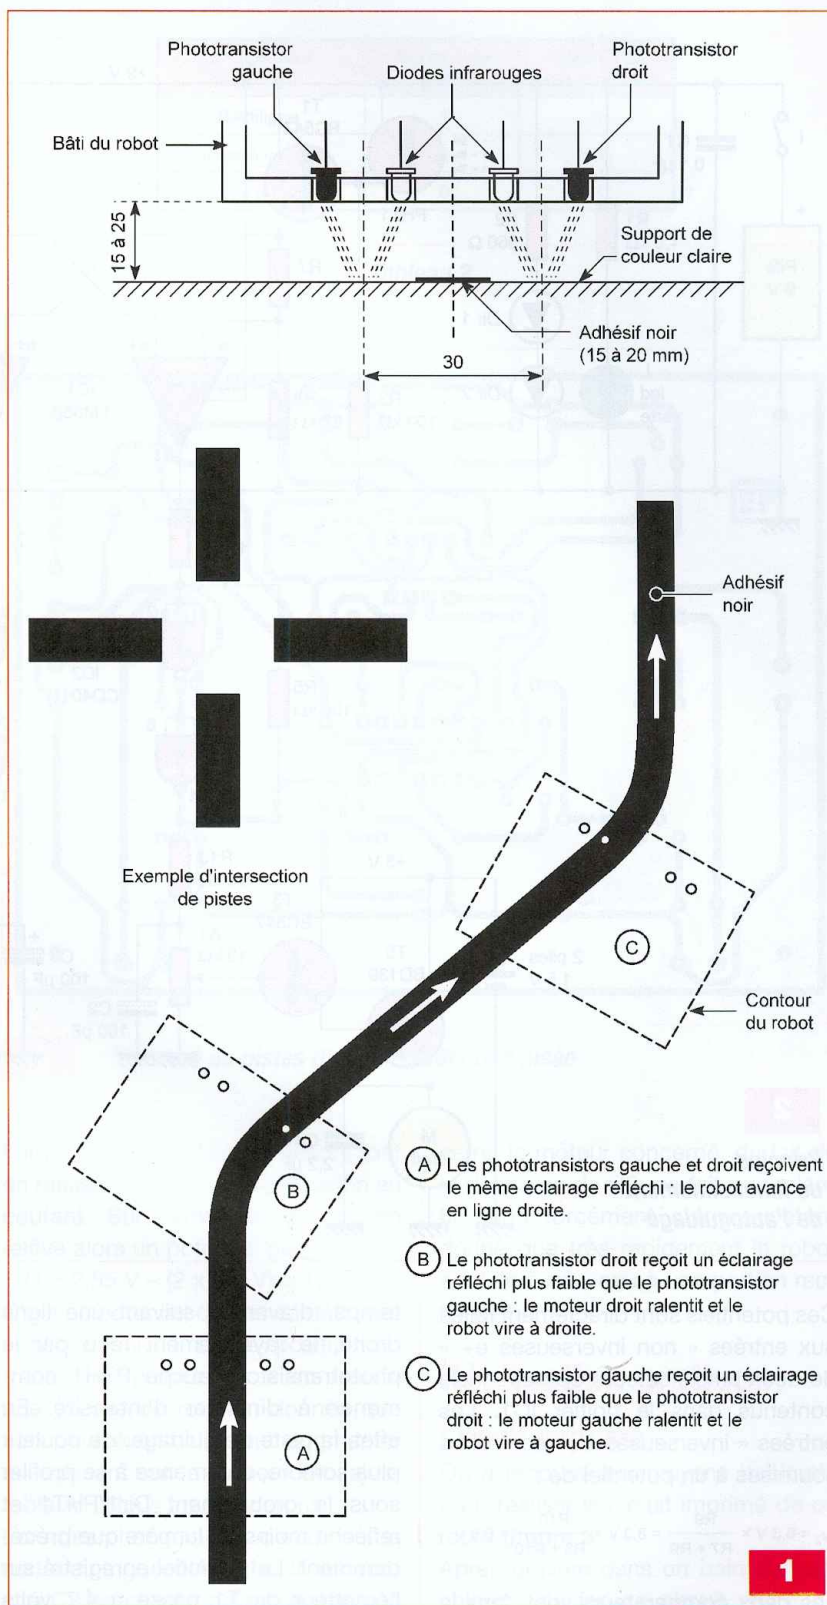 Phototransistor
gauche
Diodes infrarouges
Phototransistor
droit
Bâti du robot
15 à 25
Support de
couleur claire
Adhésif noir
(15 à 20 mm)
30
Adhésif
noir
Exemple d'intersection
de pistes
C
Contour
du robot
B
A
A Les phototransistors gauche et droit reçoivent
le même éclairage réfléchi : le robot avance
en ligne droite.
B Le phototransistor droit reçoit un éclairage
réfléchi plus faible que le phototransistor
gauche : le moteur droit ralentit et le
robot vire à droite.
C Le phototransistor gauche reçoit un éclairage
réfléchi plus faible que le phototransistor
droit : le moteur gauche ralentit et le
robot vire à gauche.
1